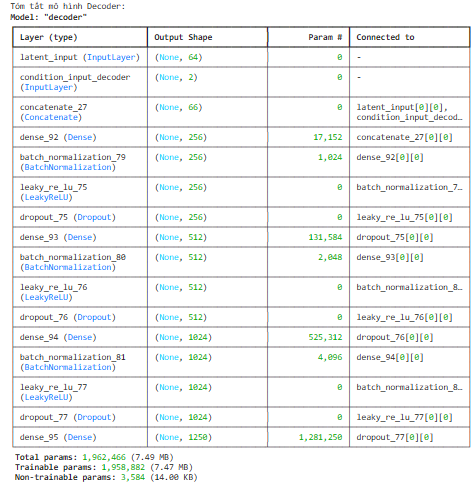 Tóm tắt mô hình Decoder:
Model: "decoder"
Layer (type) Output Shape Param # Connected to
latent_input (InputLayer) (None, 64) 0 -
condition_input_decoder (None, 2) 0 -
(InputLayer)
concatenate_27 (None, 66) 0 latent_input[0][0],
(Concatenate) condition_input_decod…
dense_92 (Dense) (None, 256) 17,152 concatenate_27[0][0]
batch_normalization_79 (None, 256) 1,024 dense_92[0][0]
(BatchNormalization)
leaky_re_lu_75 (None, 256) 0 batch_normalization_7…
(LeakyReLU)
dropout_75 (Dropout) (None, 256) 0 leaky_re_lu_75[0][0]
dense_93 (Dense) (None, 512) 131,584 dropout_75[0][0]
batch_normalization_80 (None, 512) 2,048 dense_93[0][0]
(BatchNormalization)
leaky_re_lu_76 (None, 512) 0 batch_normalization_8…
(LeakyReLU)
dropout_76 (Dropout) (None, 512) 0 leaky_re_lu_76[0][0]
dense_94 (Dense) (None, 1024) 525,312 dropout_76[0][0]
batch_normalization_81 (None, 1024) 4,096 dense_94[0][0]
(BatchNormalization)
leaky_re_lu_77 (None, 1024) 0 batch_normalization_8…
(LeakyReLU)
dropout_77 (Dropout) (None, 1024) 0 leaky_re_lu_77[0][0]
dense_95 (Dense) (None, 1250) 1,281,250 dropout_77[0][0]
Total params: 1,962,466 (7.49 MB)
Trainable params: 1,958,882 (7.47 MB)
Non-trainable params: 3,584 (14.00 KB)